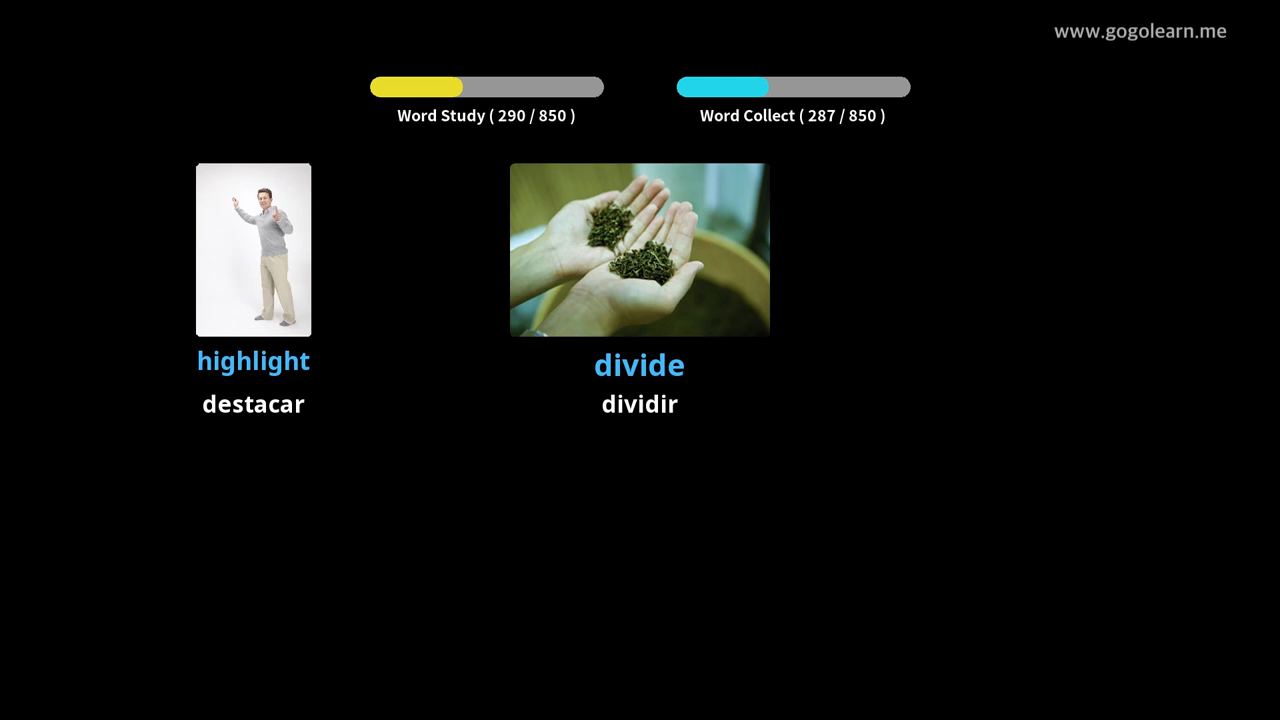 www.gogolearn.me
Word Study ( 290 / 850 )
Word Collect ( 287 / 850 )
highlight
destacar
divide
dividir